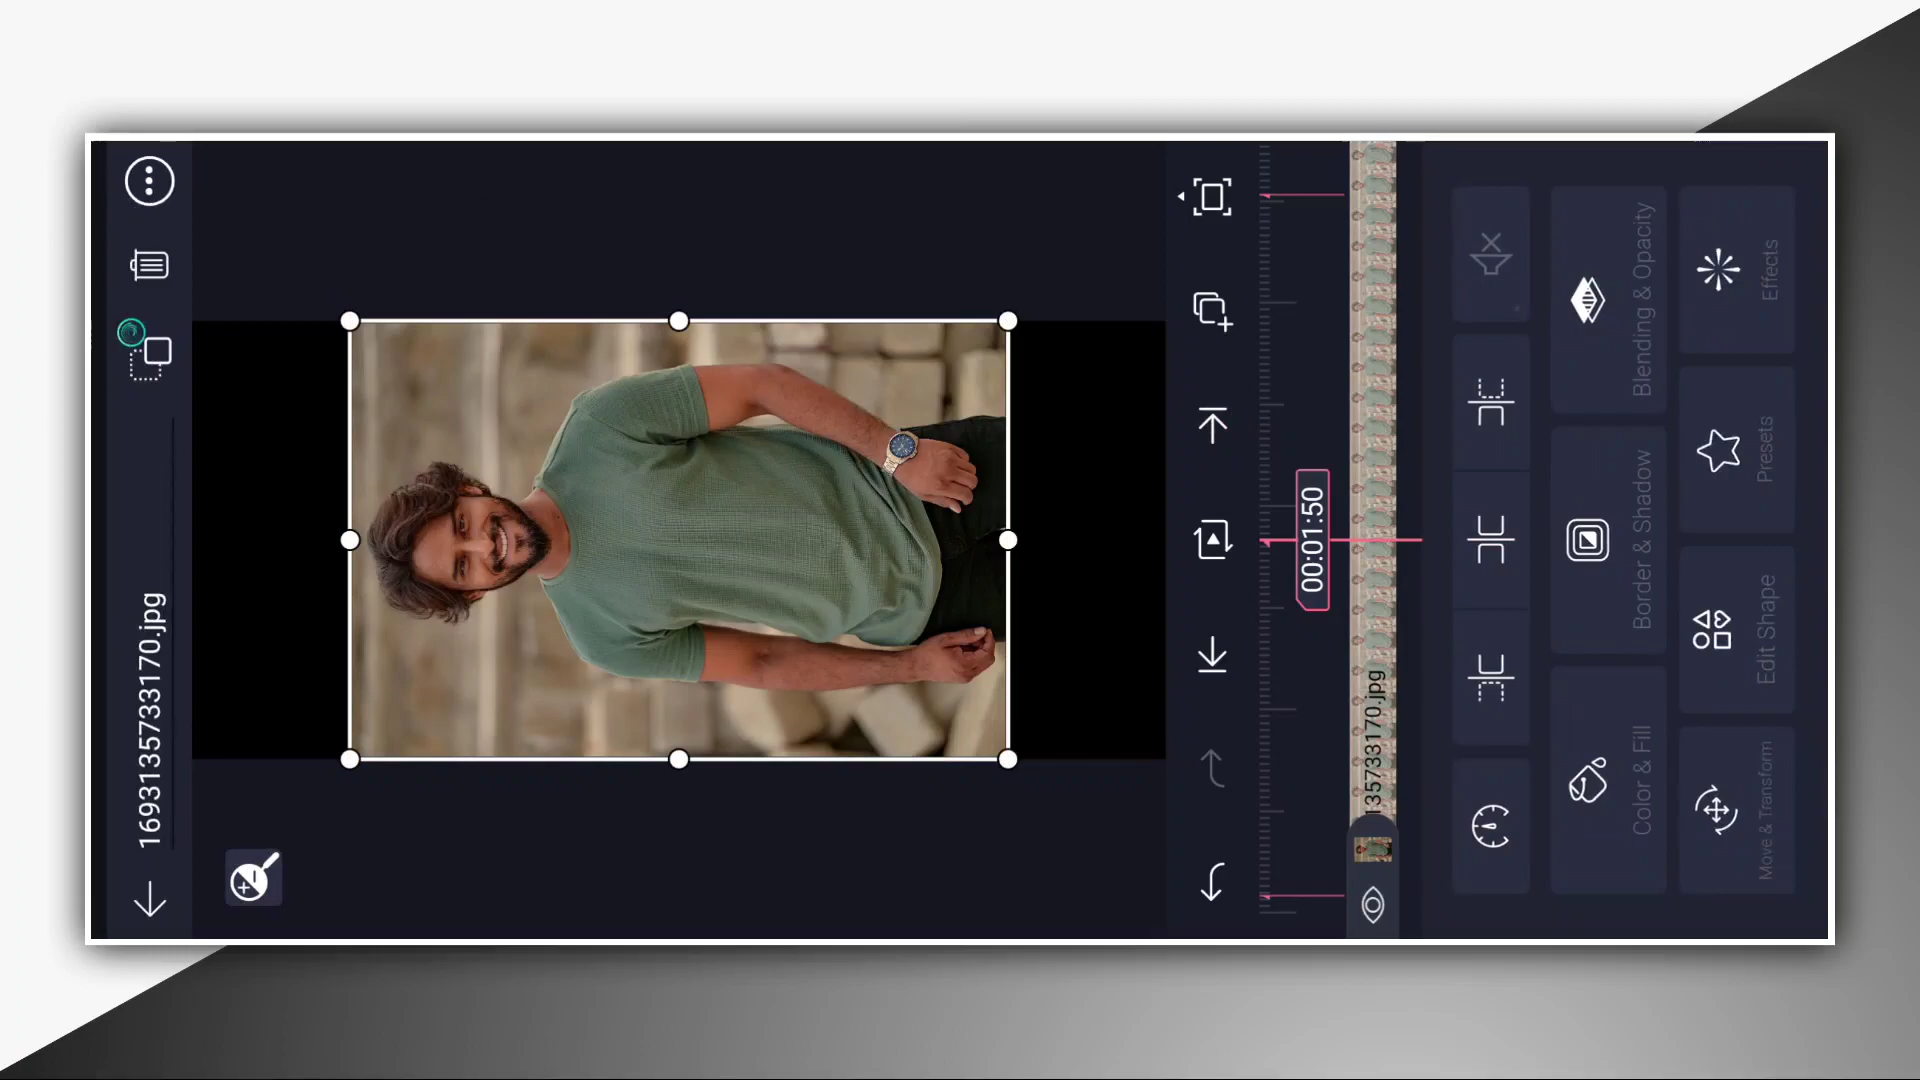 1693135733170.jpg
00:01:50
135733170.jpg
Color & Fill
Border & Shadow
Blending & Opacity
Move & Transform
Edit Shape
Presets
Effects